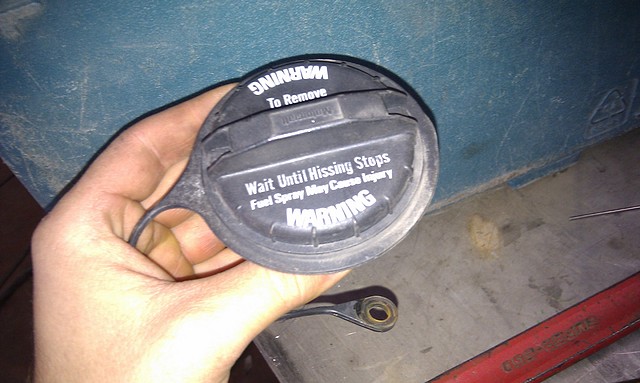 WARNING
To Remove
Wait Until Hissing Stops
Fuel Spray May Cause Injury
WARNING